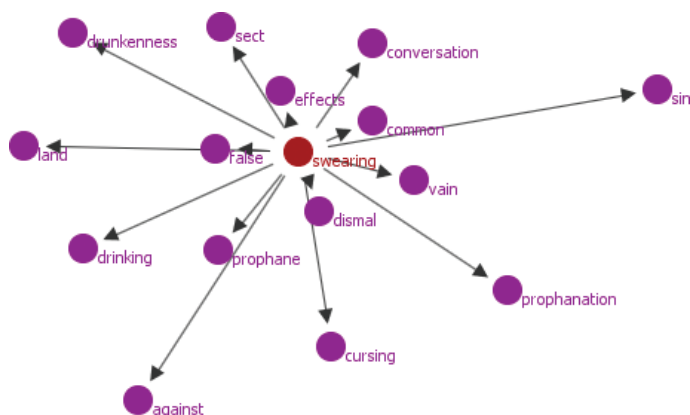 drunkenness
sect
conversation
effects
sin
common
land
false
swearing
vain
dismal
drinking
prophane
prophanation
cursing
against